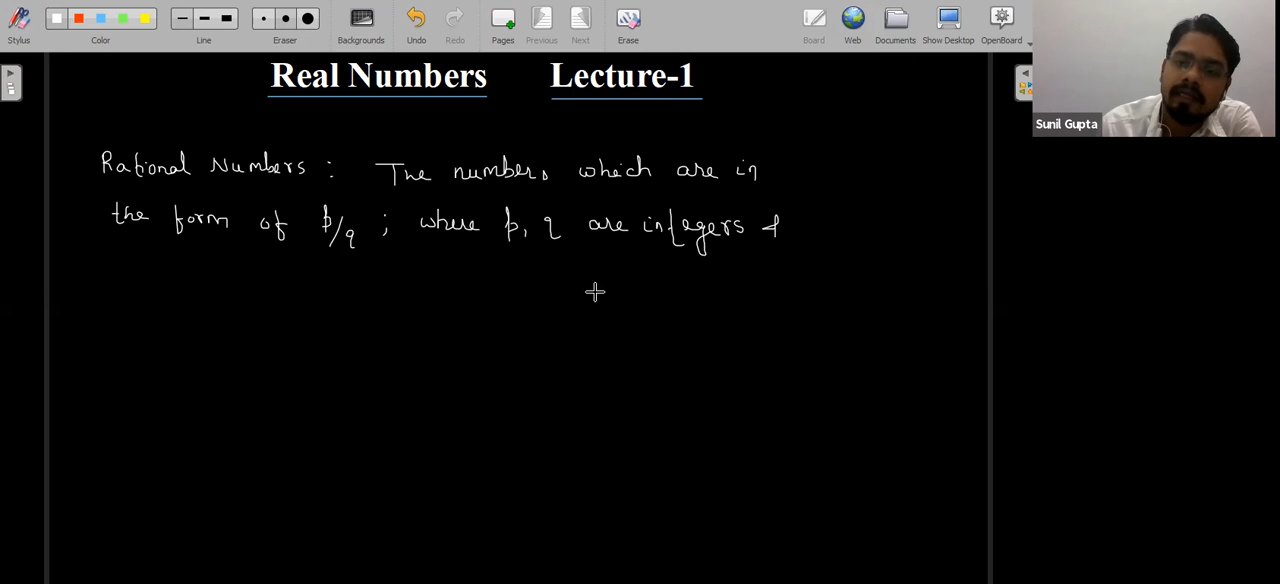 Stylus Color Line Eraser Backgrounds Undo Redo Pages Previous Next Erase Board Web Documents Show Desktop OpenBoard
Real Numbers Lecture-1
Sunil Gupta
Rational Numbers : The numbers which are in
the form of p/q ; where p, q are integers &